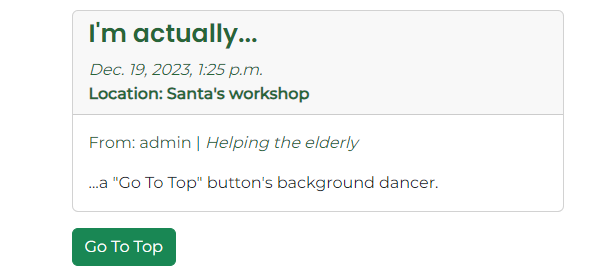 I'm actually...
Dec. 19, 2023, 1:25 p.m.
Location: Santa's workshop
From: admin | Helping the elderly
...a "Go To Top" button's background dancer.
Go To Top